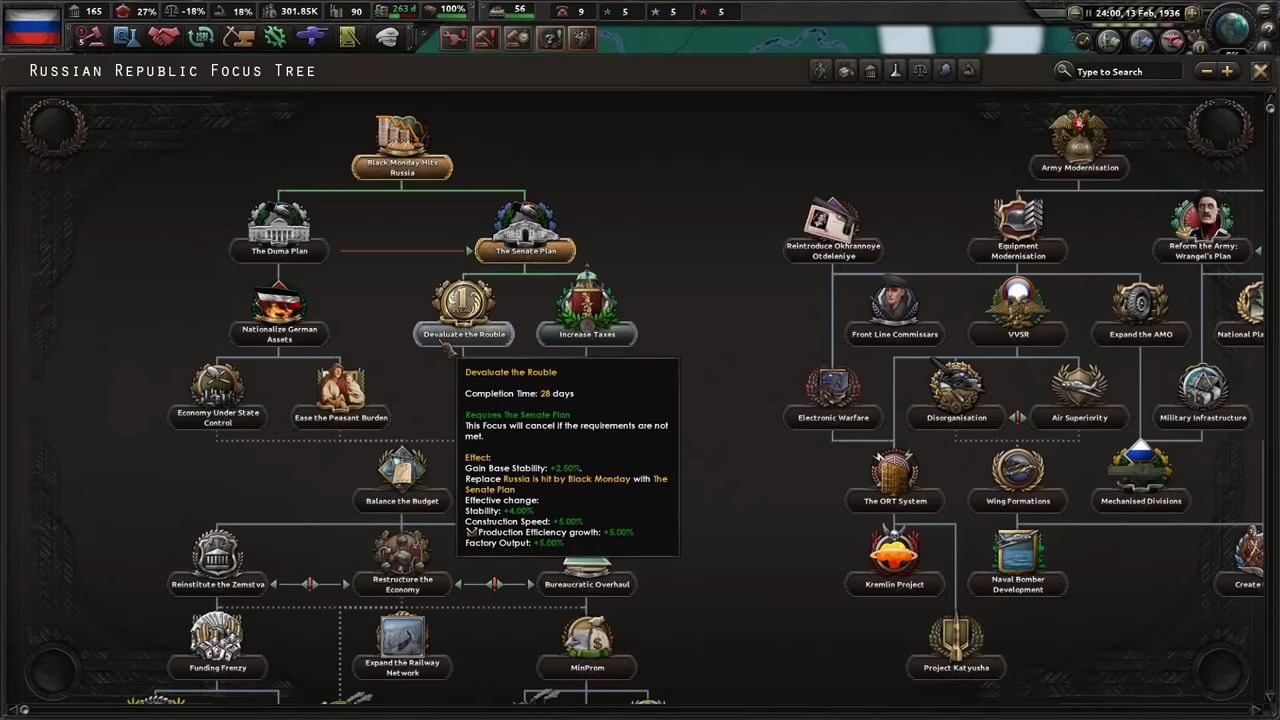 165 27% -18% 18% 301.85K 90 263 d 100% 56 9 5 5 5 24:00, 13 Feb, 1936
5
0
Russian Republic Focus Tree
Type to Search
Black Monday Hits
Russia
Army Modernisation
The Duma Plan
The Senate Plan
Reintroduce Okhrannoye
Otdeleniye
Equipment
Modernisation
Reform the Army:
Wrangel's Plan
Nationalize German
Assets
Devaluate the Rouble
Increase Taxes
Front Line Commissars
VVSR
Expand the AMO
National Pla
Devaluate the Rouble
Completion Time: 28 days
Requires The Senate Plan
This Focus will cancel if the requirements are not
met.
Effect:
Gain Base Stability: +2.50%.
Replace Russia is hit by Black Monday with The
Senate Plan
Effective change:
Stability: +4.00%
Construction Speed: +5.00%
Production Efficiency growth: +5.00%
Factory Output: +5.00%
Economy Under State
Control
Ease the Peasant Burden
Electronic Warfare
Disorganisation
Air Superiority
Military Infrastructure
Balance the Budget
The ORT System
Wing Formations
Mechanised Divisions
Reinstitute the Zemstva
Restructure the
Economy
Bureaucratic Overhaul
Kremlin Project
Naval Bomber
Development
Create
Funding Frenzy
Expand the Railway
Network
MinProm
Project Katyusha